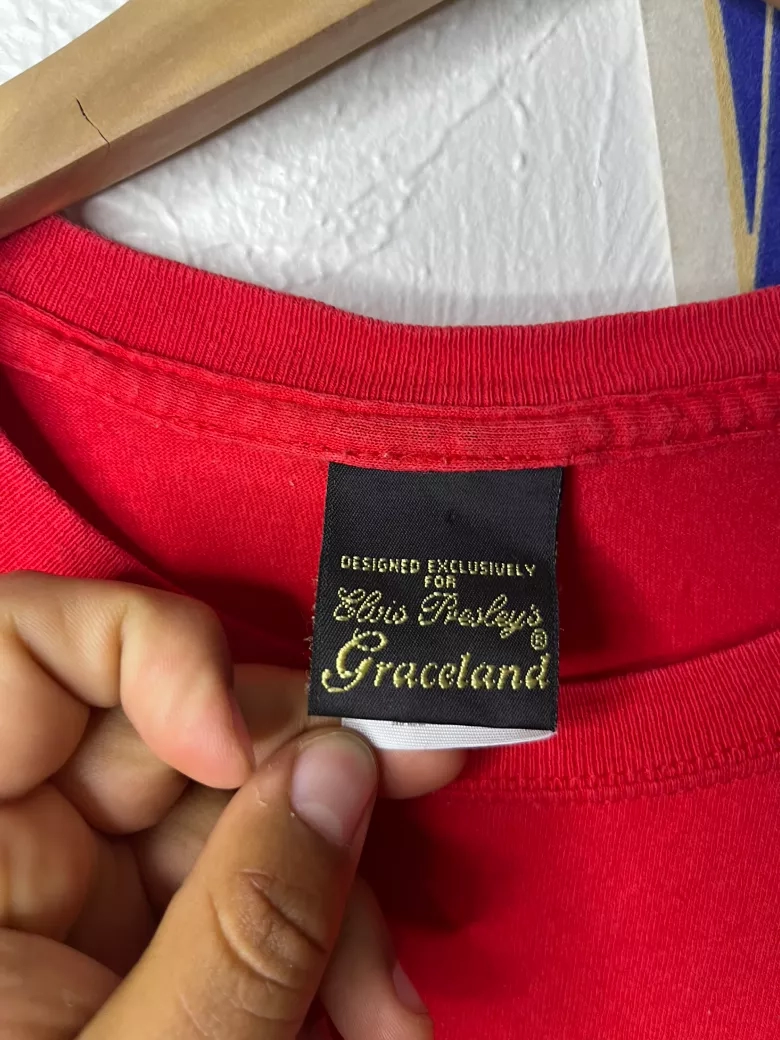 DESIGNED EXCLUSIVELY
FOR
Elvis Presley's
Graceland®